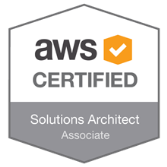 aws
CERTIFIED
Solutions Architect
Associate